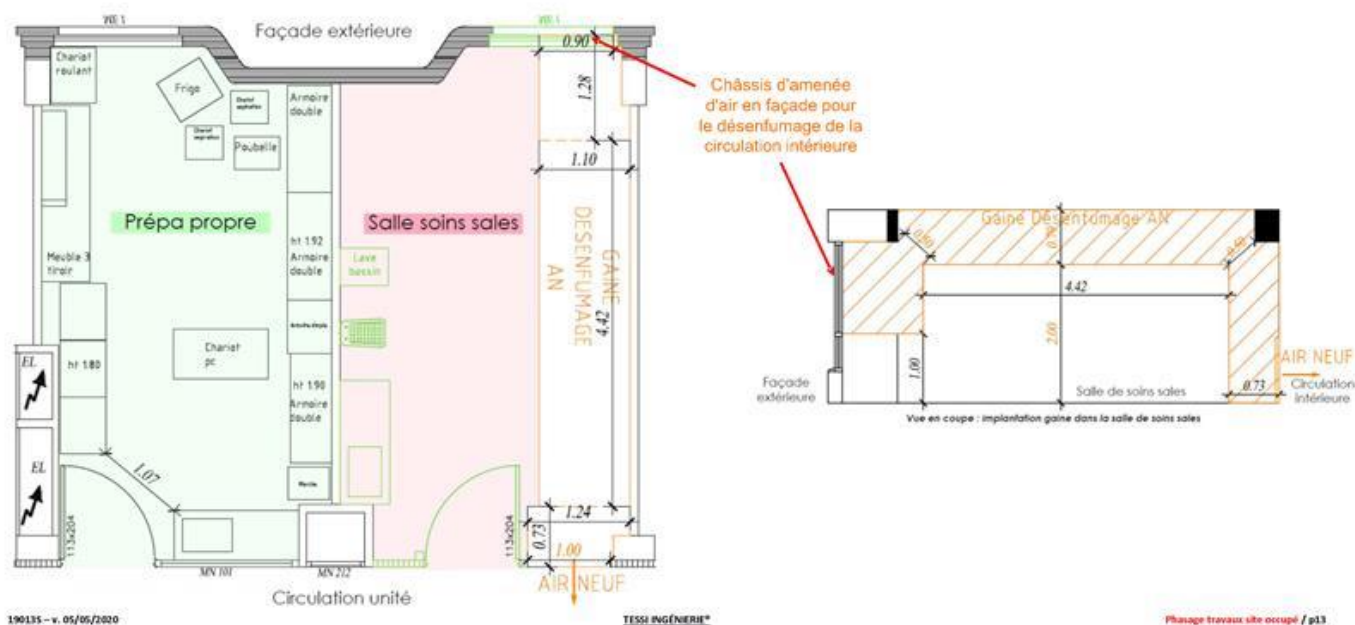 VRE 1
Façade extérieure
VRE 1
0.90
1.28
Châssis d'amenée
d'air en façade pour
le désenfumage de la
circulation intérieure
Chariot
roulant
Frigo
Armoire
double
Poubelle
1.10
Prépa propre
Salle soins sales
Meuble 3
tiroir
ht 1.92
Armoire
double
Lave
bassin
GAINE
DESENFUMAGE
AN
4.42
Gainé Désenfumage AN
4.42
2.00
1.00
AIR NEUF
Façade
extérieure
Salle de soins sales
0.73
Circulation
intérieure
Vue en coupe : implantation gaine dans la salle de soins sales
ht 1.80
Chariot
pc
ht 1.90
Armoire
double
EL
EL
1.07
113x204
113x204
1.24
0.73
1.00
MN 101
MN 212
AIR NEUF
Circulation unité
19013S – v. 05/05/2020
TESSI INGÉNIERIE®
Phasage travaux site occupé / p13